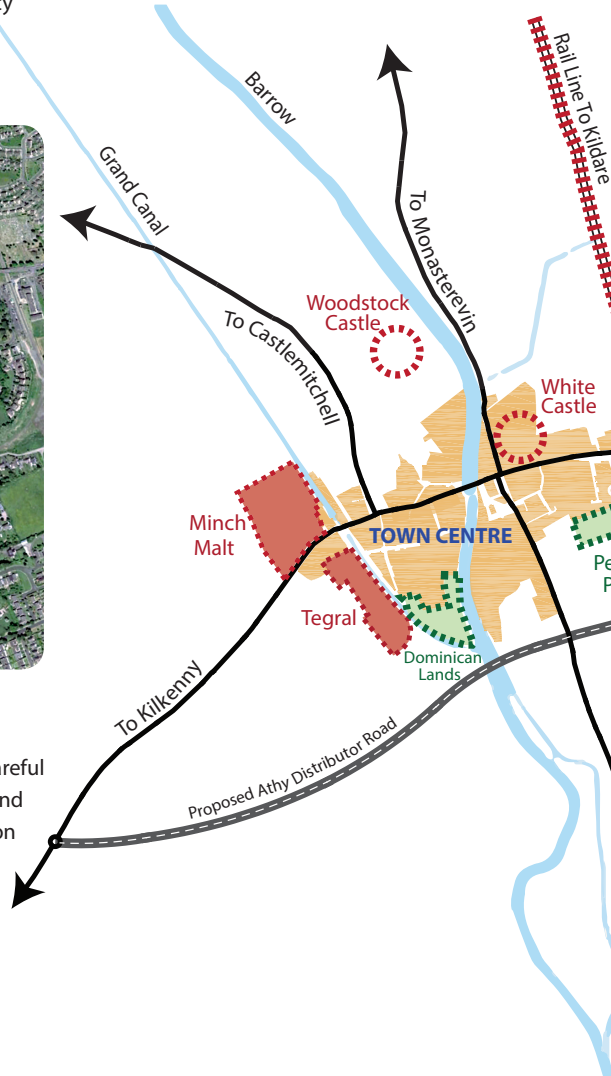 Barrow
Rail Line To Kildare
Grand Canal
To Monasterevin
Woodstock
Castle
To Castlemitchell
White
Castle
Minch
Malt
TOWN CENTRE
Tegral
Dominican
Lands
To Kilkenny
Proposed Athy Distributor Road